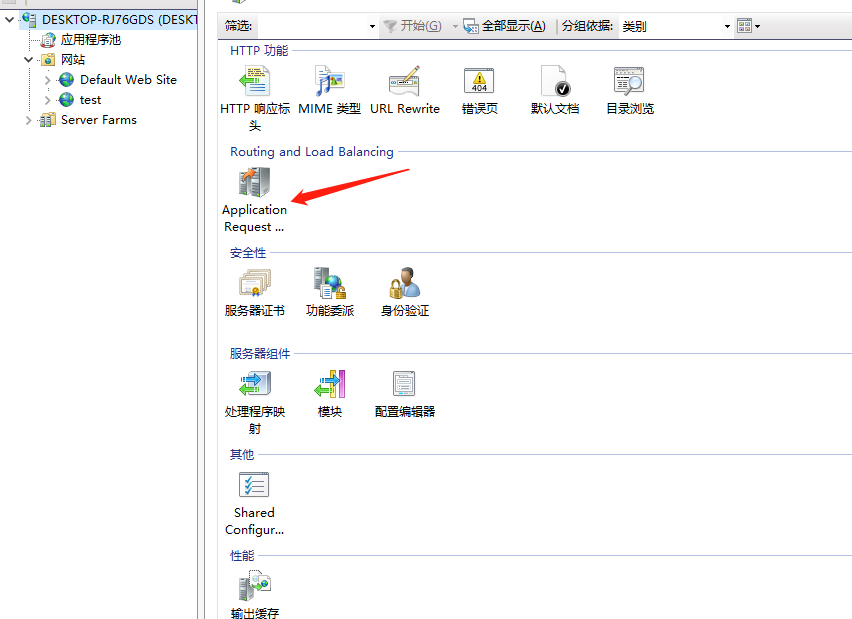 DESKTOP-RJ76GDS (DESKT
应用程序池
网站
Default Web Site
test
Server Farms
筛选:
开始(G)
全部显示(A)
分组依据:
类别
HTTP 功能
HTTP 响应标
头
MIME 类型
URL Rewrite
404
错误页
默认文档
目录浏览
Routing and Load Balancing
Application
Request ...
安全性
服务器证书
功能委派
身份验证
服务器组件
处理程序映
射
模块
配置编辑器
其他
Shared
Configur...
性能
输出缓存